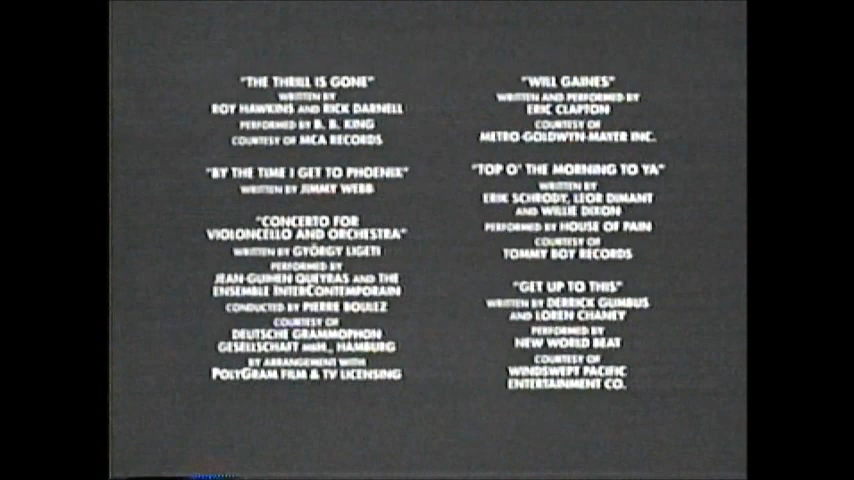 "THE THRILL IS GONE"
WRITTEN BY
ROY HAWKINS AND RICK DARNELL
PERFORMED BY B. B. KING
COURTESY OF MCA RECORDS
"BY THE TIME I GET TO PHOENIX"
WRITTEN BY JIMMY WEBB
"CONCERTO FOR
VIOLONCELLO AND ORCHESTRA"
WRITTEN BY GYÖRGY LIGETI
PERFORMED BY
JEAN-GUIHEN QUEYRAS AND THE
ENSEMBLE INTERCONTEMPORAIN
CONDUCTED BY PIERRE BOULEZ
COURTESY OF
DEUTSCHE GRAMMOPHON
GESELLSCHAFT MBH., HAMBURG
BY ARRANGEMENT WITH
POLYGRAM FILM & TV LICENSING
"WILL GAINES"
WRITTEN AND PERFORMED BY
ERIC CLAPTON
COURTESY OF
METRO-GOLDWYN-MAYER INC.
"TOP O' THE MORNING TO YA"
WRITTEN BY
ERIK SCHRODY, LEOR DIMANT
AND WILLIE DIXON
PERFORMED BY HOUSE OF PAIN
COURTESY OF
TOMMY BOY RECORDS
"GET UP TO THIS"
WRITTEN BY DERRICK GUMBUS
AND LOREN CHANEY
PERFORMED BY
NEW WORLD BEAT
COURTESY OF
WINDSWEPT PACIFIC
ENTERTAINMENT CO.